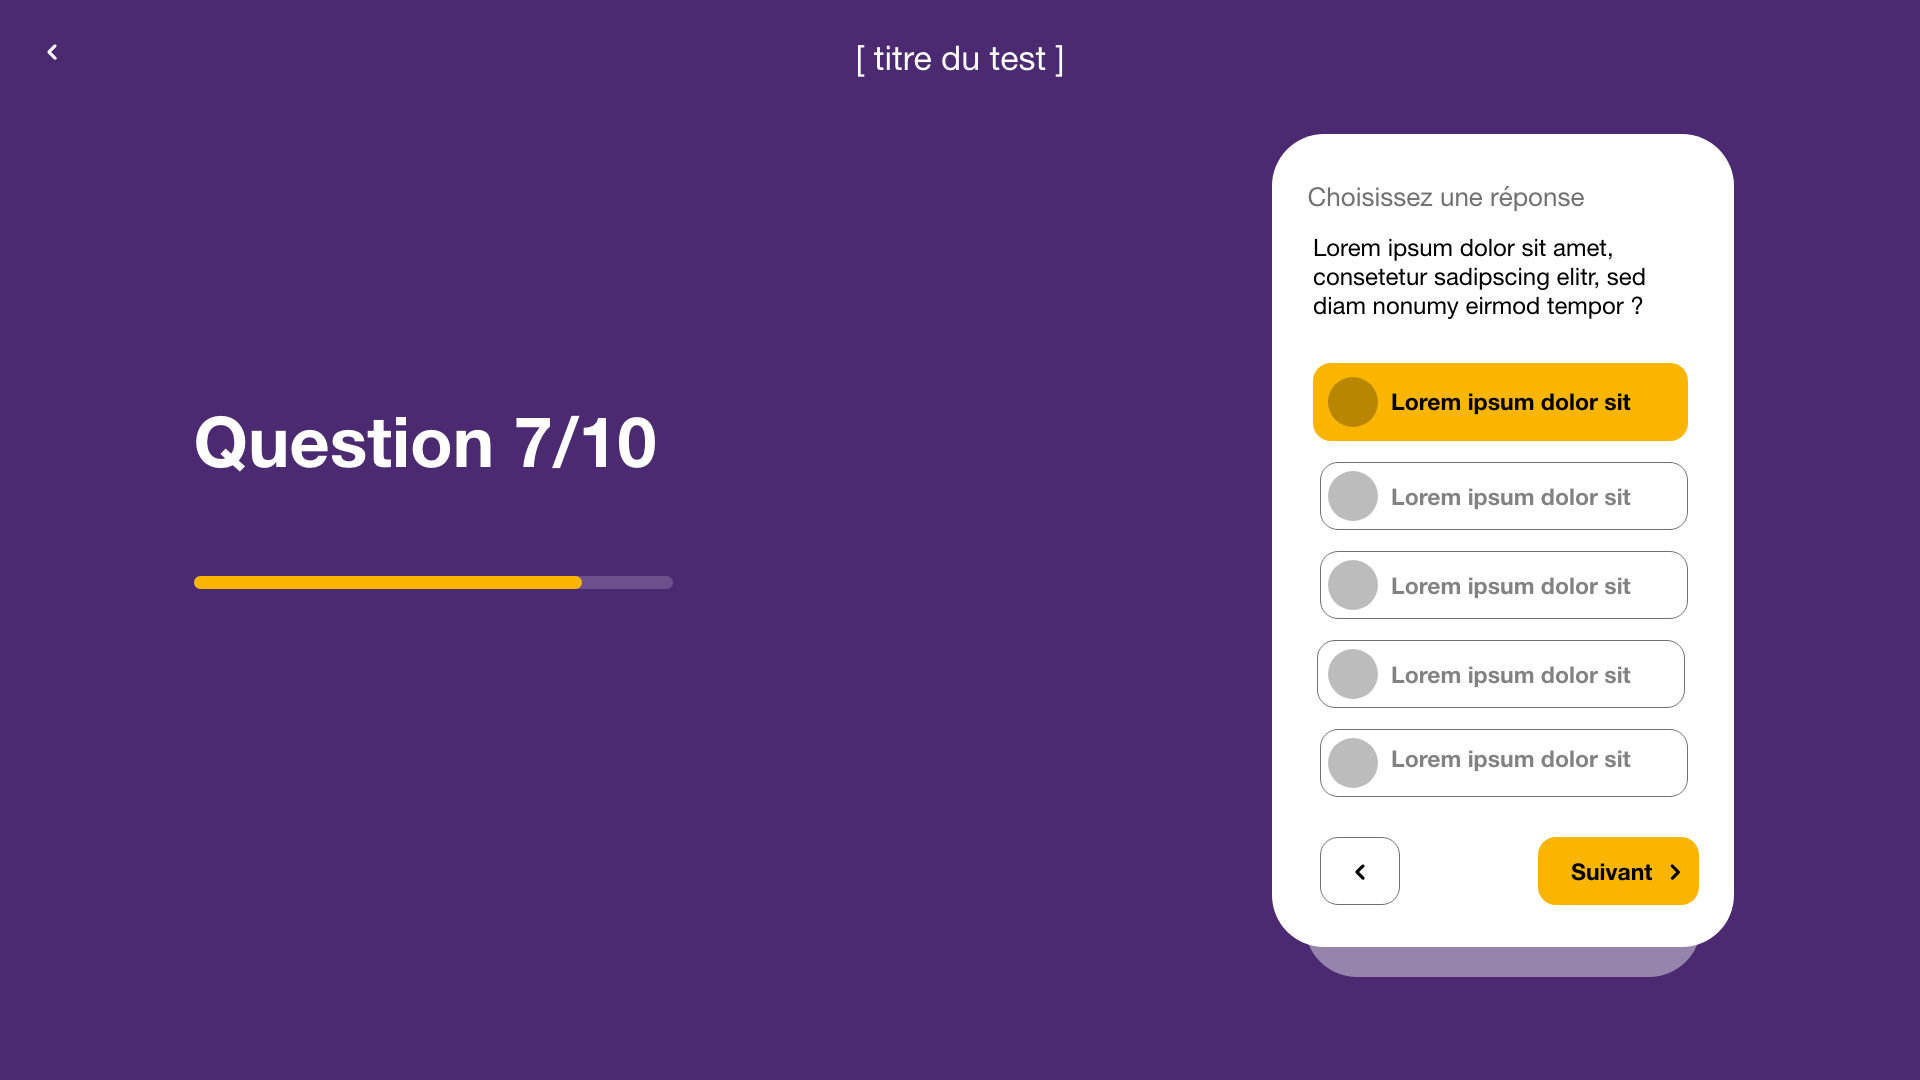 [ titre du test ]
Question 7/10
Choisissez une réponse
Lorem ipsum dolor sit amet,
consetetur sadipscing elitr, sed
diam nonumy eirmod tempor ?
Lorem ipsum dolor sit
Lorem ipsum dolor sit
Lorem ipsum dolor sit
Lorem ipsum dolor sit
Lorem ipsum dolor sit
Suivant